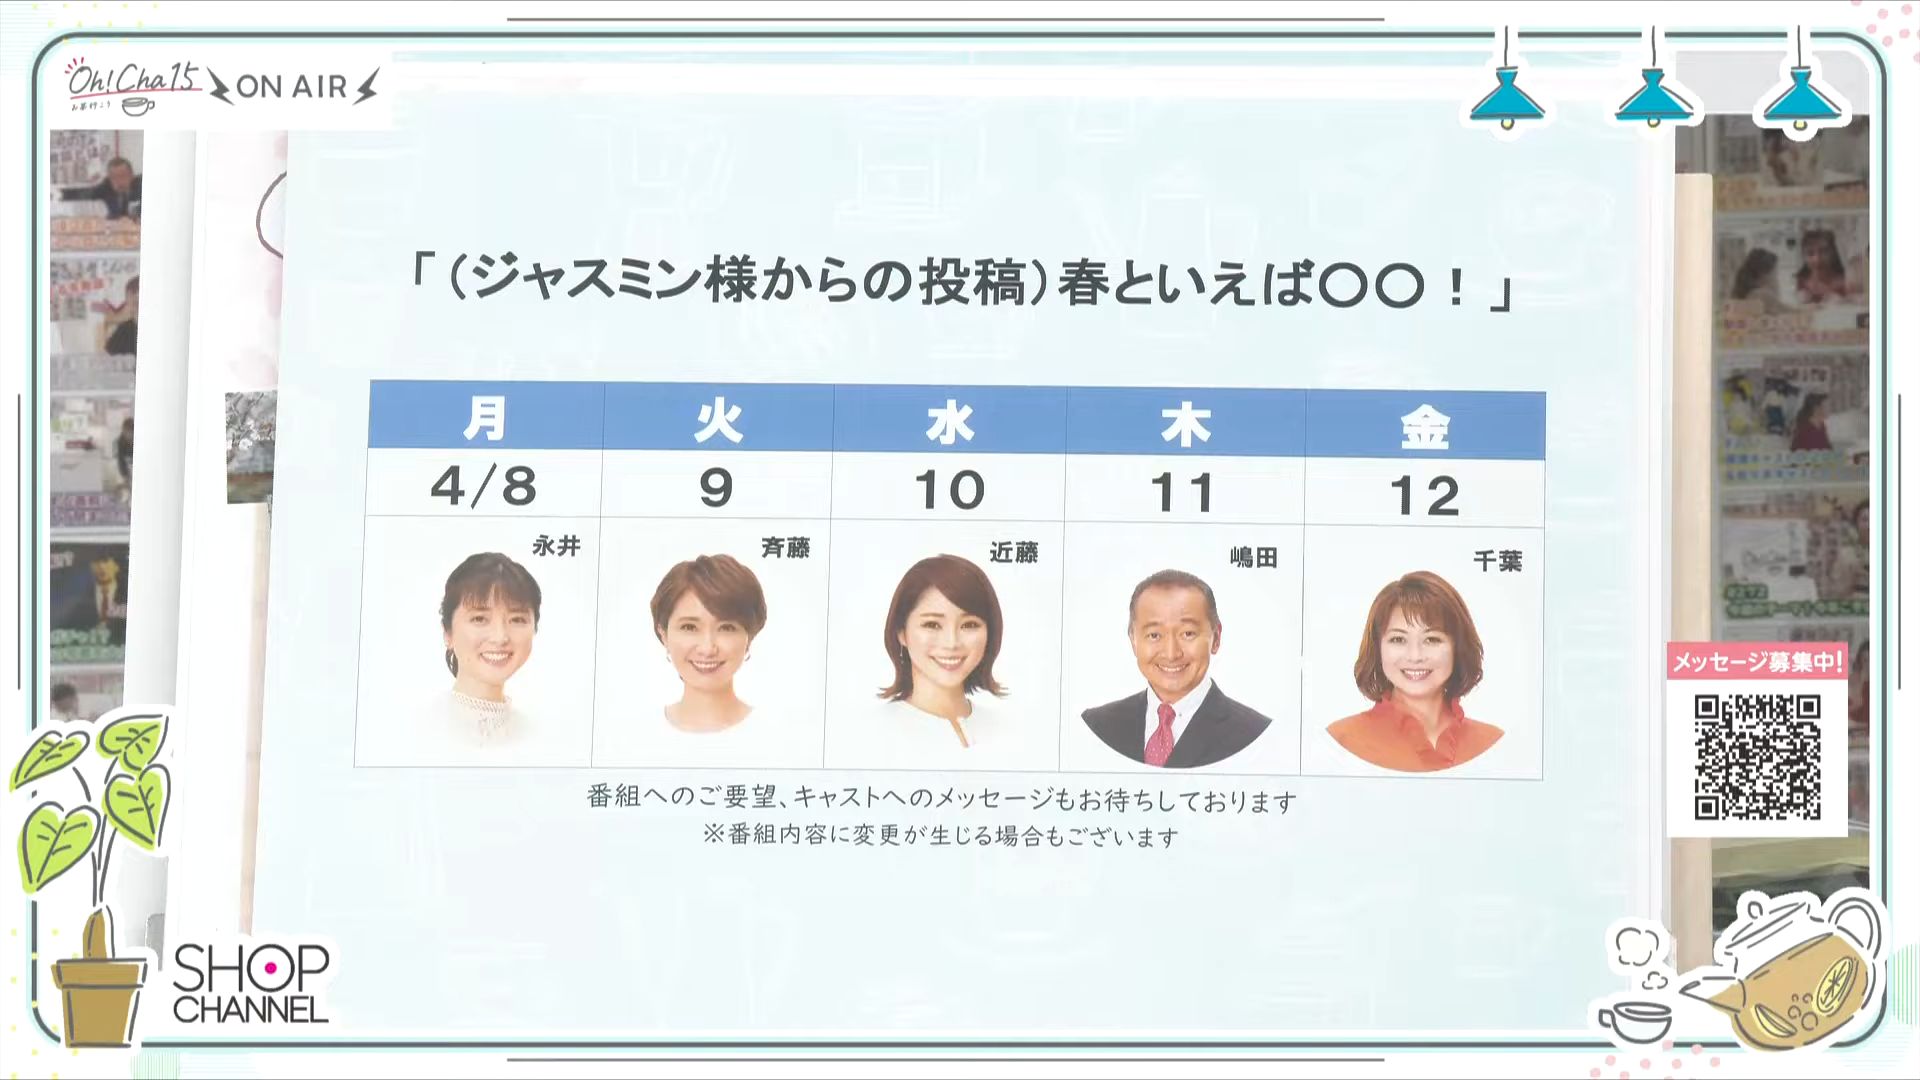 Oh!Cha15
お茶行こう
ON AIR
「（ジャスミン様からの投稿）春といえば〇〇！」
月 火 水 木 金
4/8 9 10 11 12
永井 斉藤 近藤 嶋田 千葉
番組へのご要望、キャストへのメッセージもお待ちしております
※番組内容に変更が生じる場合もございます
メッセージ募集中!
SHOP
CHANNEL